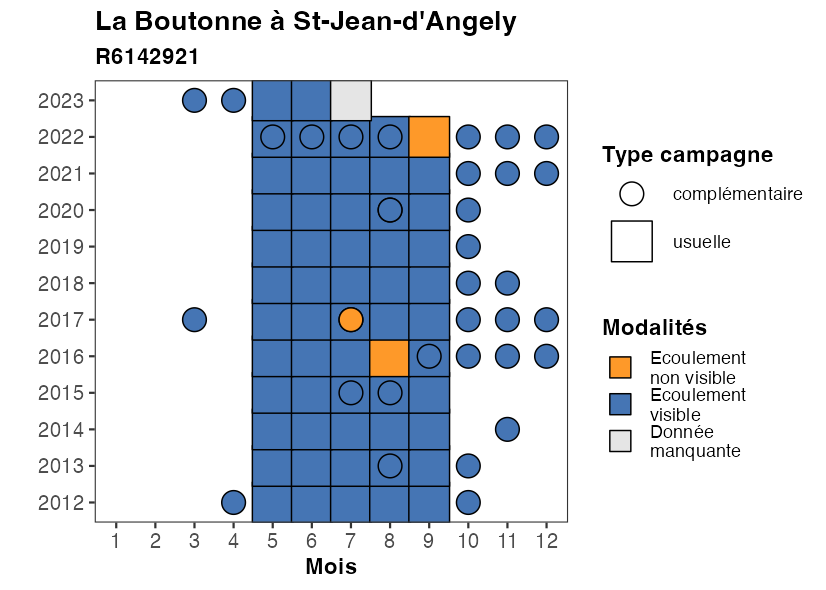 La Boutonne à St-Jean-d'Angely
R6142921
2023
2022
2021
2020
2019
2018
2017
2016
2015
2014
2013
2012
1 2 3 4 5 6 7 8 9 10 11 12
Mois
Type campagne
complémentaire
usuelle
Modalités
Ecoulement
non visible
Ecoulement
visible
Donnée
manquante